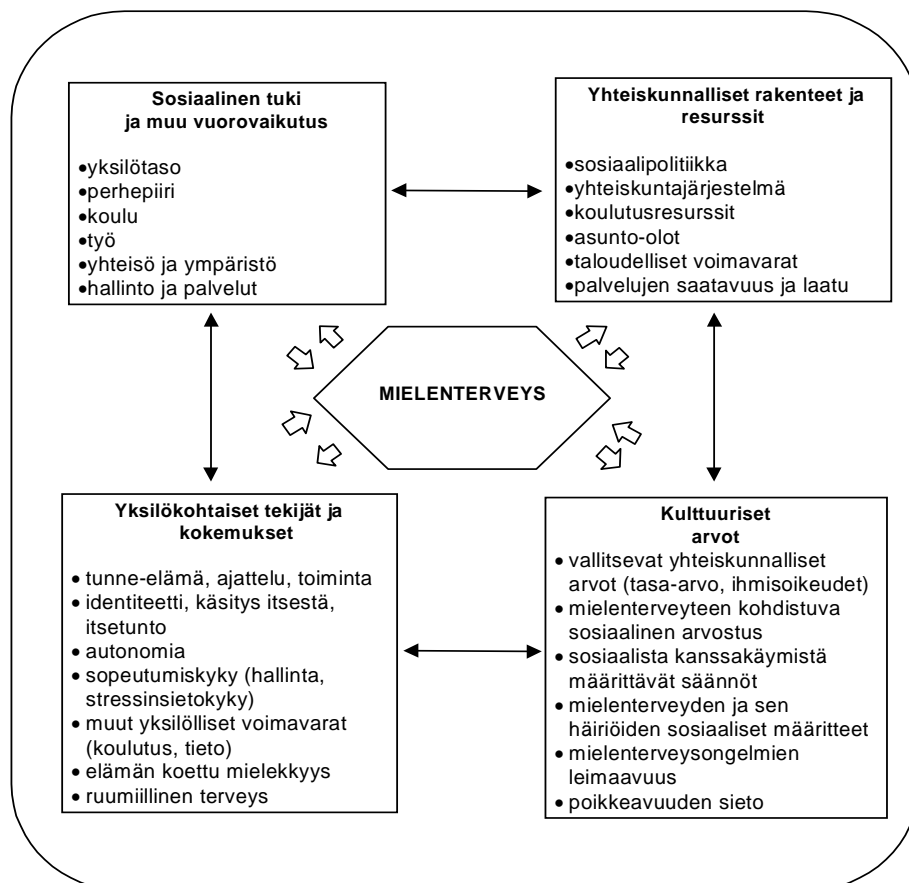 Sosiaalinen tuki
ja muu vuorovaikutus
•yksilötaso
•perhepiiri
•koulu
•työ
•yhteisö ja ympäristö
•hallinto ja palvelut
Yhteiskunnalliset rakenteet ja
resurssit
•sosiaalipolitiikka
•yhteiskuntajärjestelmä
•koulutusresurssit
•asunto-olot
•taloudelliset voimavarat
•palvelujen saatavuus ja laatu
MIELENTERVEYS
Yksilökohtaiset tekijät ja
kokemukset
• tunne-elämä, ajattelu, toiminta
• identiteetti, käsitys itsestä,
itsetunto
• autonomia
• sopeutumiskyky (hallinta,
stressinsietokyky)
• muut yksilölliset voimavarat
(koulutus, tieto)
• elämän koettu mielekkyys
• ruumiillinen terveys
Kulttuuriset
arvot
• vallitsevat yhteiskunnalliset
arvot (tasa-arvo, ihmisoikeudet)
• mielenterveyteen kohdistuva
sosiaalinen arvostus
• sosiaalista kanssakäymistä
määrittävät säännöt
• mielenterveyden ja sen
häiriöiden sosiaaliset määritteet
• mielenterveysongelmien
leimaavuus
• poikkeavuuden sieto